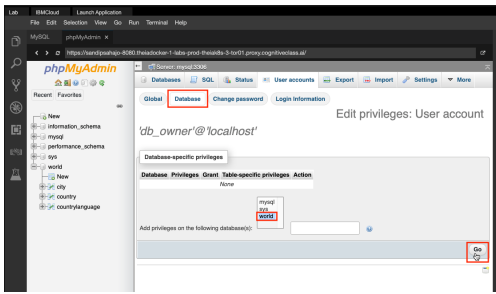 Lab IBMCloud Launch Application
File Edit Selection View Go Run Terminal Help
MySQL phpMyAdmin ×
https://sandipsahajo-8080.theiadocker-1-labs-prod-theiak8s-3-tor01.proxy.cognitiveclass.ai/
phpMyAdmin
Recent Favorites
New
information_schema
mysql
performance_schema
sys
world
New
city
country
countrylanguage
Server: mysql:3306
Databases SQL Status User accounts Export Import Settings More
Global Database Change password Login Information
Edit privileges: User account
'db_owner'@'localhost'
Database-specific privileges
Database Privileges Grant Table-specific privileges Action
None
mysql
sys
world
Add privileges on the following database(s):
Go